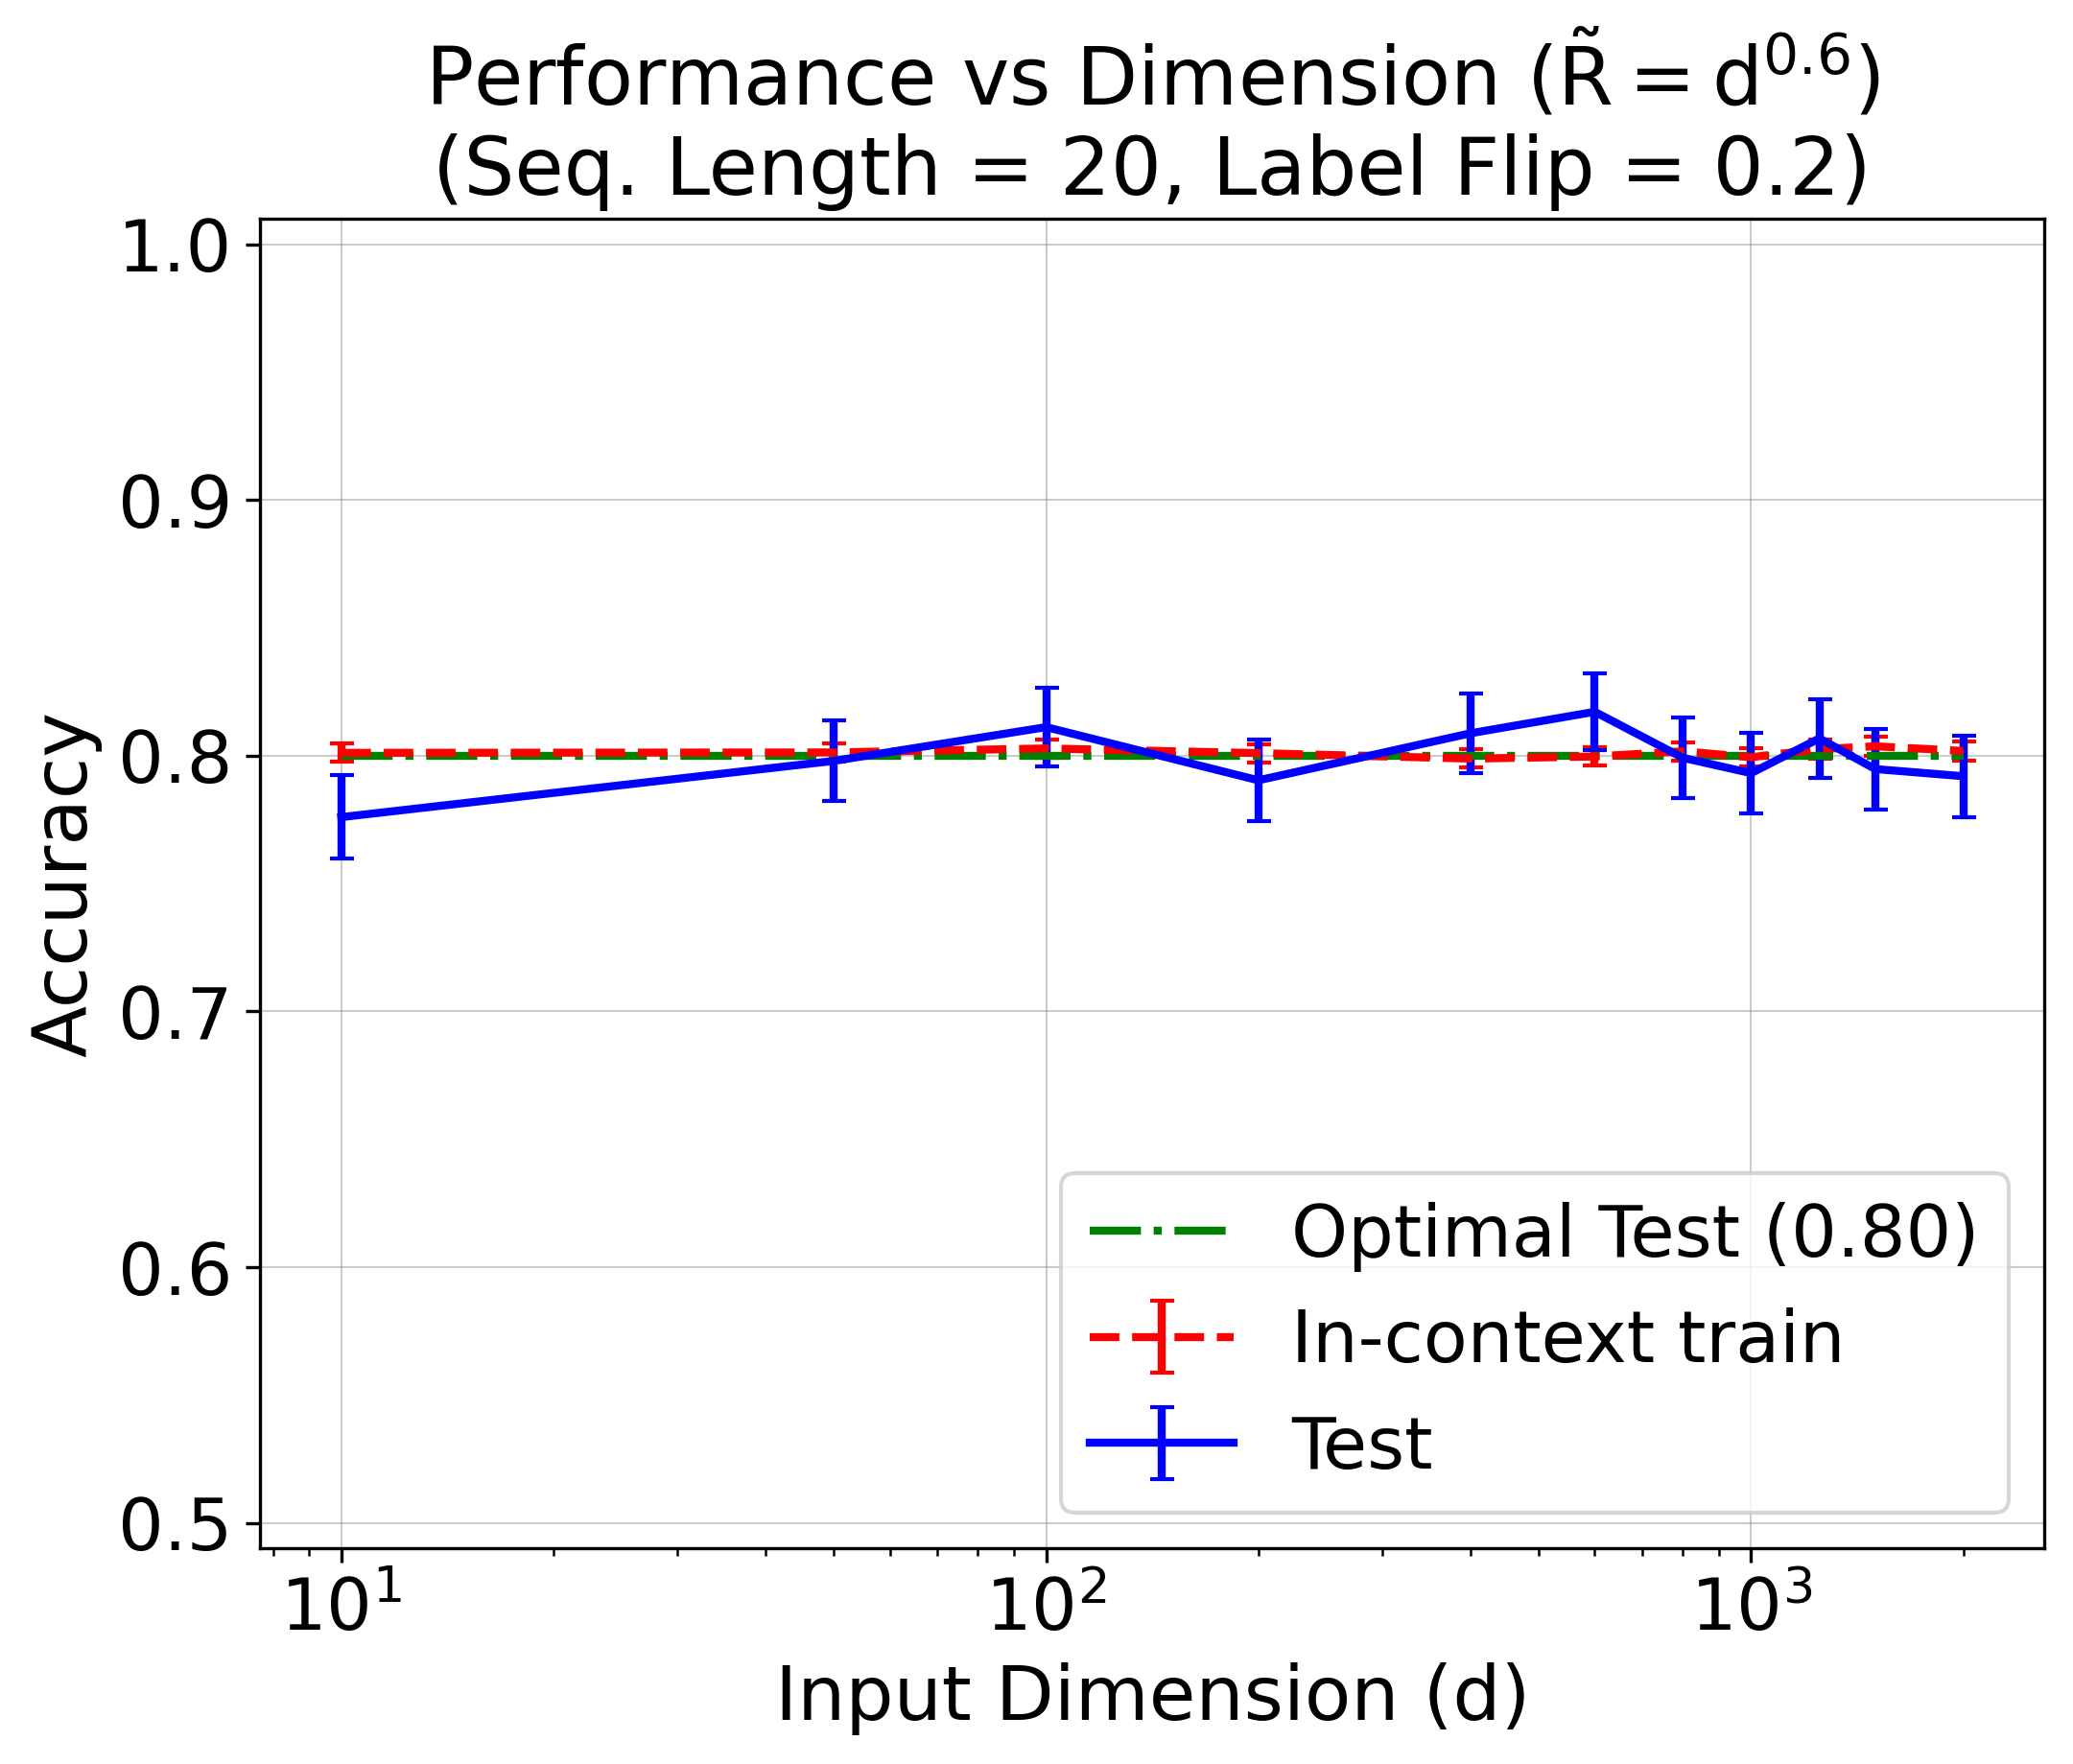 Performance vs Dimension (R̃ = d^0.6)
(Seq. Length = 20, Label Flip = 0.2)
1.0
0.9
0.8
0.7
0.6
0.5
Accuracy
Optimal Test (0.80)
In-context train
Test
10^1 10^2 10^3
Input Dimension (d)